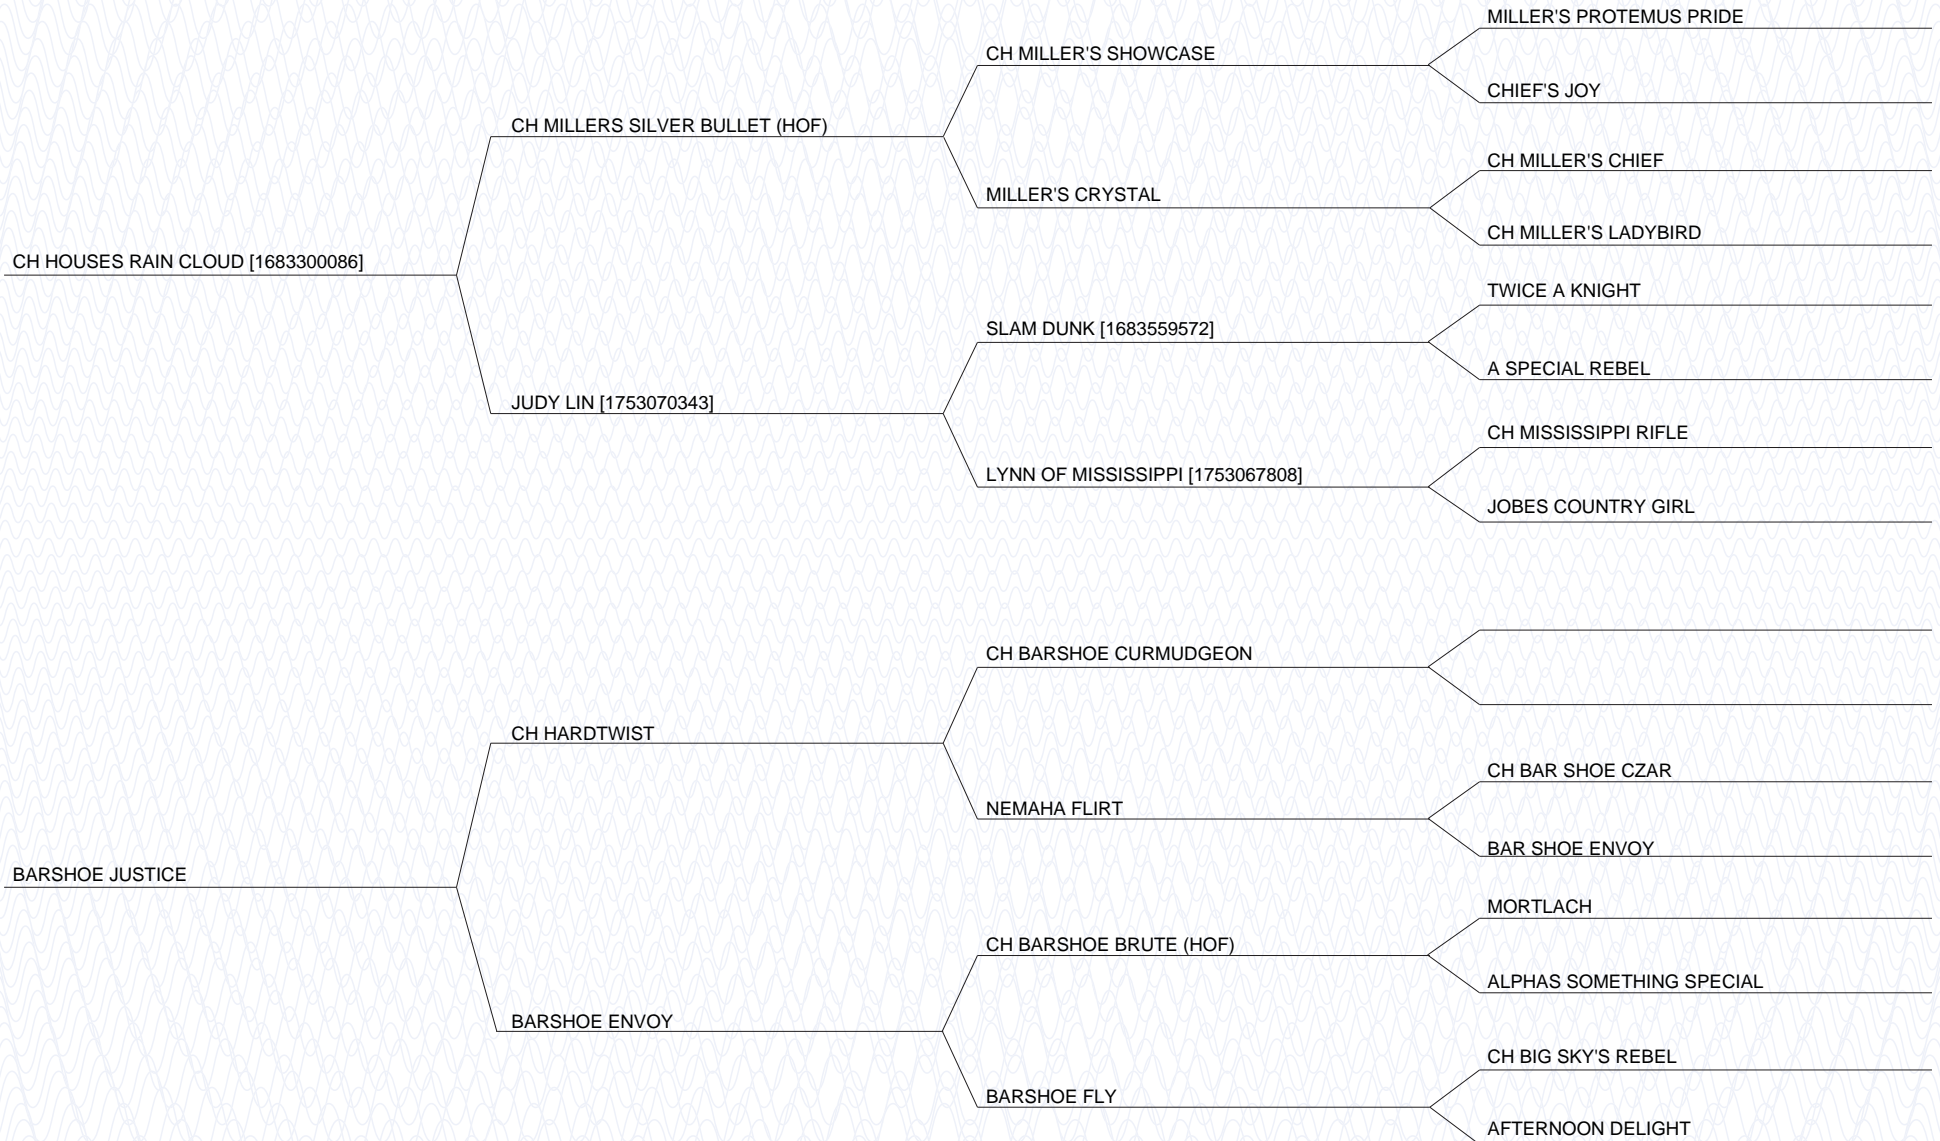 MILLER'S PROTEMUS PRIDE
CH MILLER'S SHOWCASE
CHIEF'S JOY
CH MILLERS SILVER BULLET (HOF)
CH MILLER'S CHIEF
MILLER'S CRYSTAL
CH MILLER'S LADYBIRD
CH HOUSES RAIN CLOUD [1683300086]
TWICE A KNIGHT
SLAM DUNK [1683559572]
A SPECIAL REBEL
JUDY LIN [1753070343]
CH MISSISSIPPI RIFLE
LYNN OF MISSISSIPPI [1753067808]
JOBES COUNTRY GIRL
CH BARSHOE CURMUDGEON
CH HARDTWIST
CH BAR SHOE CZAR
NEMAHA FLIRT
BAR SHOE ENVOY
BARSHOE JUSTICE
MORTLACH
CH BARSHOE BRUTE (HOF)
ALPHAS SOMETHING SPECIAL
BARSHOE ENVOY
CH BIG SKY'S REBEL
BARSHOE FLY
AFTERNOON DELIGHT